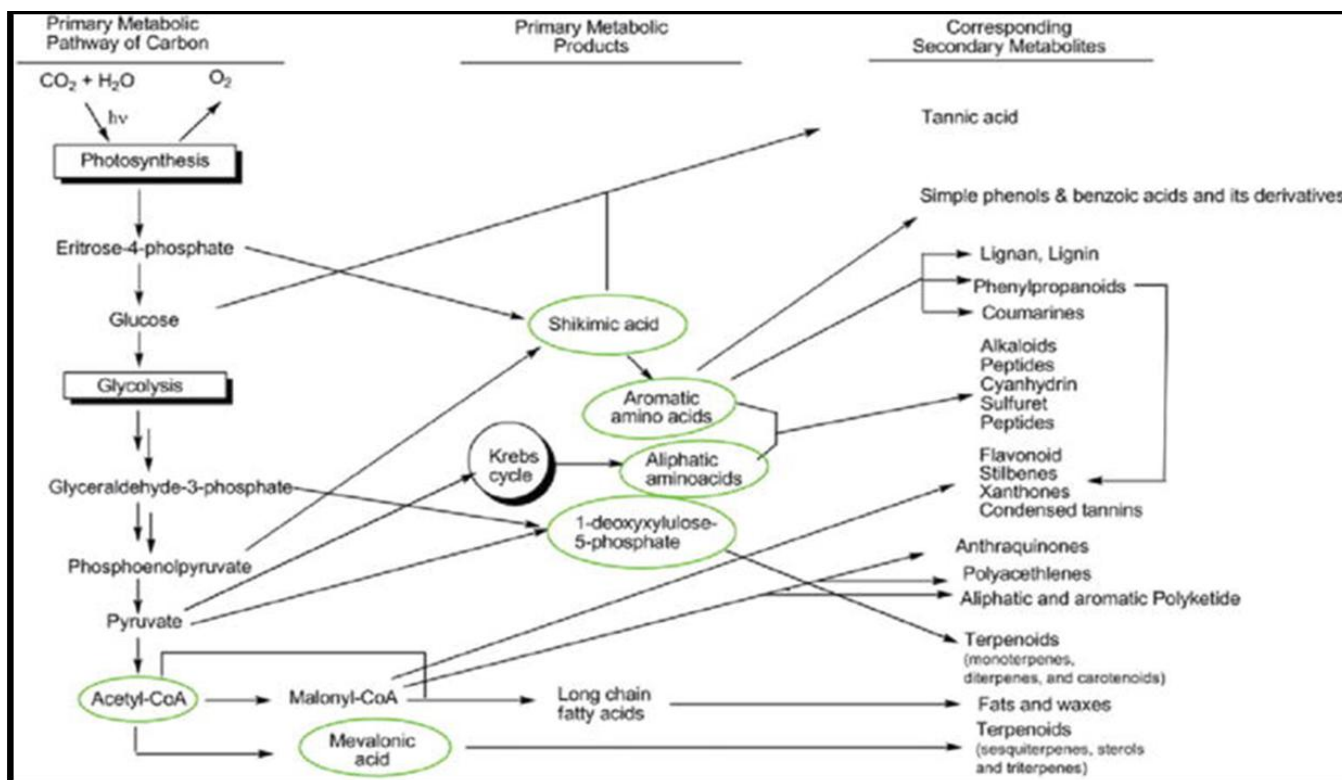 Primary Metabolic
Pathway of Carbon
Primary Metabolic
Products
Corresponding
Secondary Metabolites
CO₂ + H₂O
O₂
hν
Photosynthesis
Eritrose-4-phosphate
Glucose
Glycolysis
Glyceraldehyde-3-phosphate
Phosphoenolpyruvate
Pyruvate
Acetyl-CoA
Malonyl-CoA
Mevalonic
acid
Shikimic acid
Aromatic
amino acids
Krebs
cycle
Aliphatic
aminoacids
1-deoxyxylulose-
5-phosphate
Long chain
fatty acids
Tannic acid
Simple phenols & benzoic acids and its derivatives
Lignan, Lignin
Phenylpropanoids
Coumarines
Alkaloids
Peptides
Cyanhydrin
Sulfuret
Peptides
Flavonoid
Stilbenes
Xanthones
Condensed tannins
Anthraquinones
Polyacethlenes
Aliphatic and aromatic Polyketide
Terpenoids
(monoterpenes,
diterpenes, and carotenoids)
Fats and waxes
Terpenoids
(sesquiterpenes, sterols
and triterpenes)